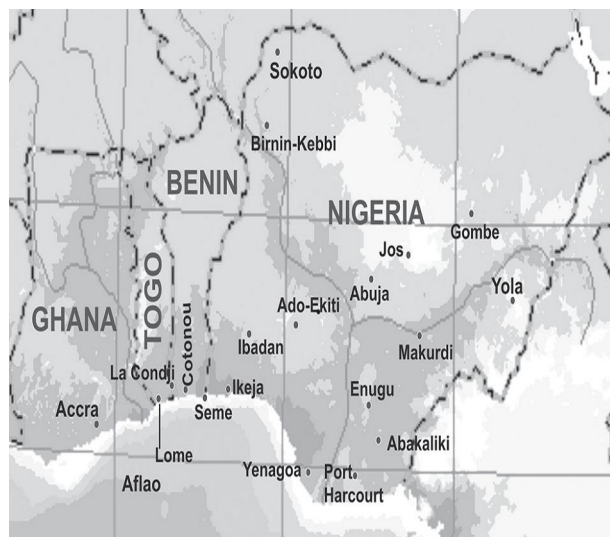 Sokoto
Birnin-Kebbi
BENIN
NIGERIA
Gombe
Jos
Abuja
Yola
TOGO
GHANA
Ado-Ekiti
Cotonou
Ibadan
Makurdi
La Condji
Ikeja
Enugu
Accra
Seme
Abakaliki
Lome
Yenagoa
Port
Harcourt
Aflao